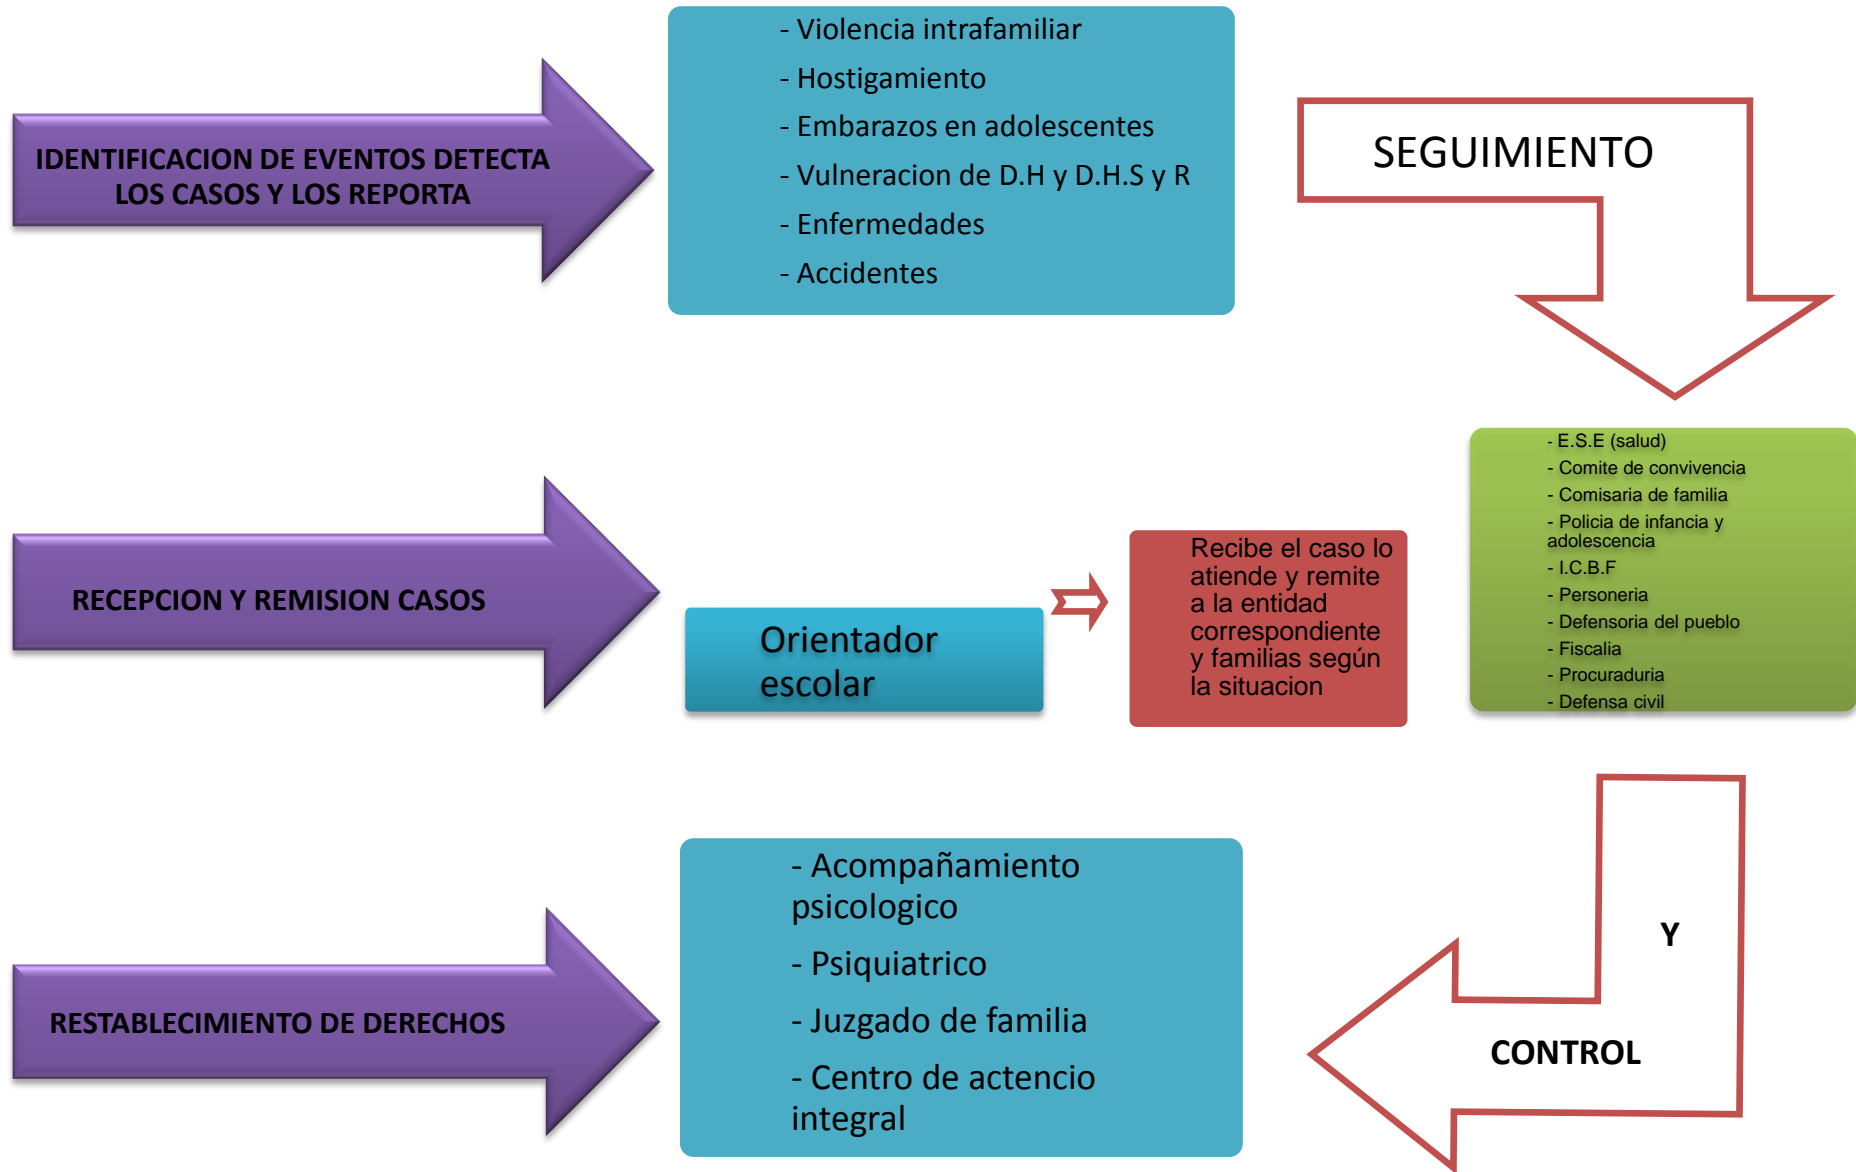 IDENTIFICACION DE EVENTOS DETECTA
LOS CASOS Y LOS REPORTA
- Violencia intrafamiliar
- Hostigamiento
- Embarazos en adolescentes
- Vulneracion de D.H y D.H.S y R
- Enfermedades
- Accidentes
SEGUIMIENTO
RECEPCION Y REMISION CASOS
Orientador
escolar
Recibe el caso lo
atiende y remite
a la entidad
correspondiente
y familias según
la situacion
- E.S.E (salud)
- Comite de convivencia
- Comisaria de familia
- Policia de infancia y
adolescencia
- I.C.B.F
- Personeria
- Defensoria del pueblo
- Fiscalia
- Procuraduria
- Defensa civil
RESTABLECIMIENTO DE DERECHOS
- Acompañamiento
psicologico
- Psiquiatrico
- Juzgado de familia
- Centro de actencio
integral
Y
CONTROL